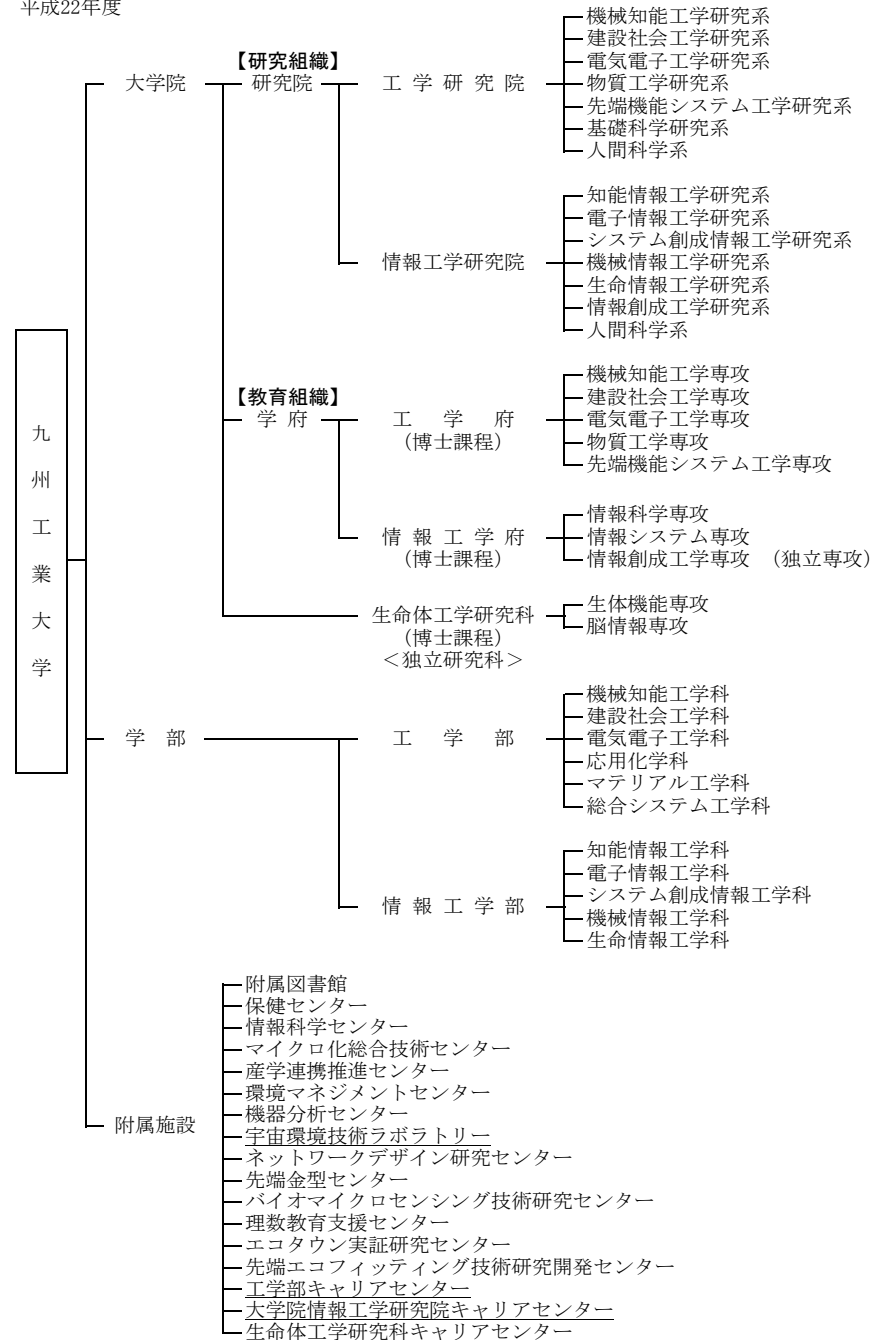 平成22年度
九州工業大学
大学院
【研究組織】
研究院
工学研究院
機械知能工学研究系
建設社会工学研究系
電気電子工学研究系
物質工学研究系
先端機能システム工学研究系
基礎科学研究系
人間科学系
情報工学研究院
知能情報工学研究系
電子情報工学研究系
システム創成情報工学研究系
機械情報工学研究系
生命情報工学研究系
情報創成工学研究系
人間科学系
【教育組織】
学府
工学府
(博士課程)
機械知能工学専攻
建設社会工学専攻
電気電子工学専攻
物質工学専攻
先端機能システム工学専攻
情報工学府
(博士課程)
情報科学専攻
情報システム専攻
情報創成工学専攻 (独立専攻)
生命体工学研究科
(博士課程)
<独立研究科>
生体機能専攻
脳情報専攻
学部
工学部
機械知能工学科
建設社会工学科
電気電子工学科
応用化学科
マテリアル工学科
総合システム工学科
情報工学部
知能情報工学科
電子情報工学科
システム創成情報工学科
機械情報工学科
生命情報工学科
附属施設
附属図書館
保健センター
情報科学センター
マイクロ化総合技術センター
産学連携推進センター
環境マネジメントセンター
機器分析センター
宇宙環境技術ラボラトリー
ネットワークデザイン研究センター
先端金型センター
バイオマイクロセンシング技術研究センター
理数教育支援センター
エコタウン実証研究センター
先端エコフィッティング技術研究開発センター
工学部キャリアセンター
大学院情報工学研究院キャリアセンター
生命体工学研究科キャリアセンター